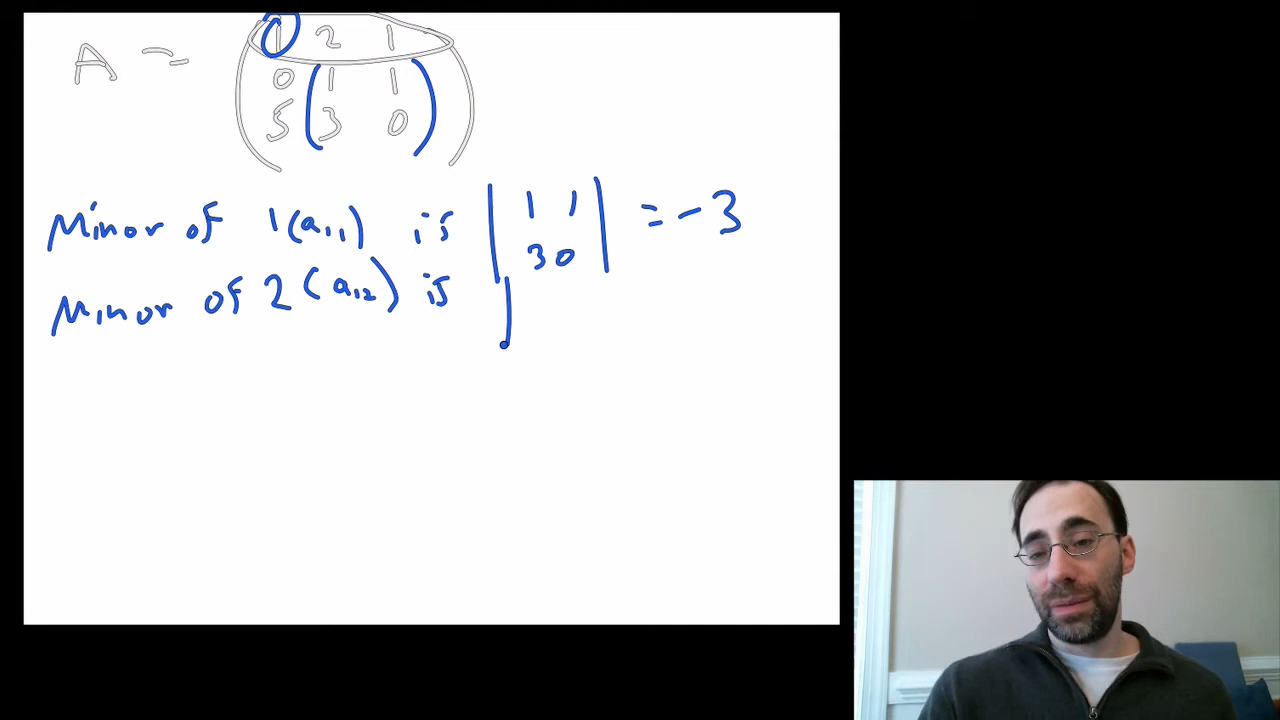 A = ( 1 2 1
0 1 1
5 3 0 )
Minor of 1 (a₁₁) is | 1 1 | = -3
| 3 0 |
Minor of 2 (a₁₂) is |